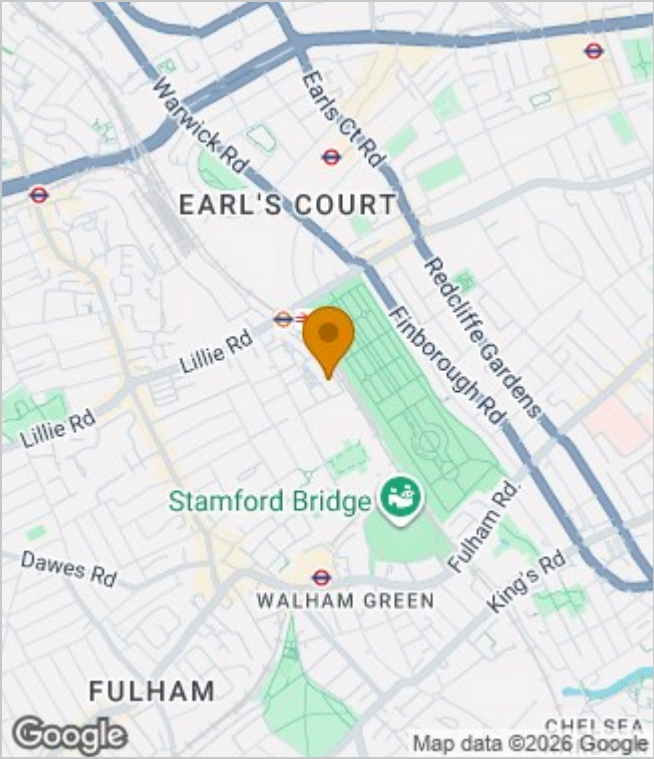 Warwick Rd
Earls Ct Rd
EARL'S COURT
Redcliffe Gardens
Finborough Rd
Lillie Rd
Lillie Rd
Stamford Bridge
Fulham Rd.
Dawes Rd
King's Rd
WALHAM GREEN
FULHAM
CHELSEA
Google
Map data ©2026 Google